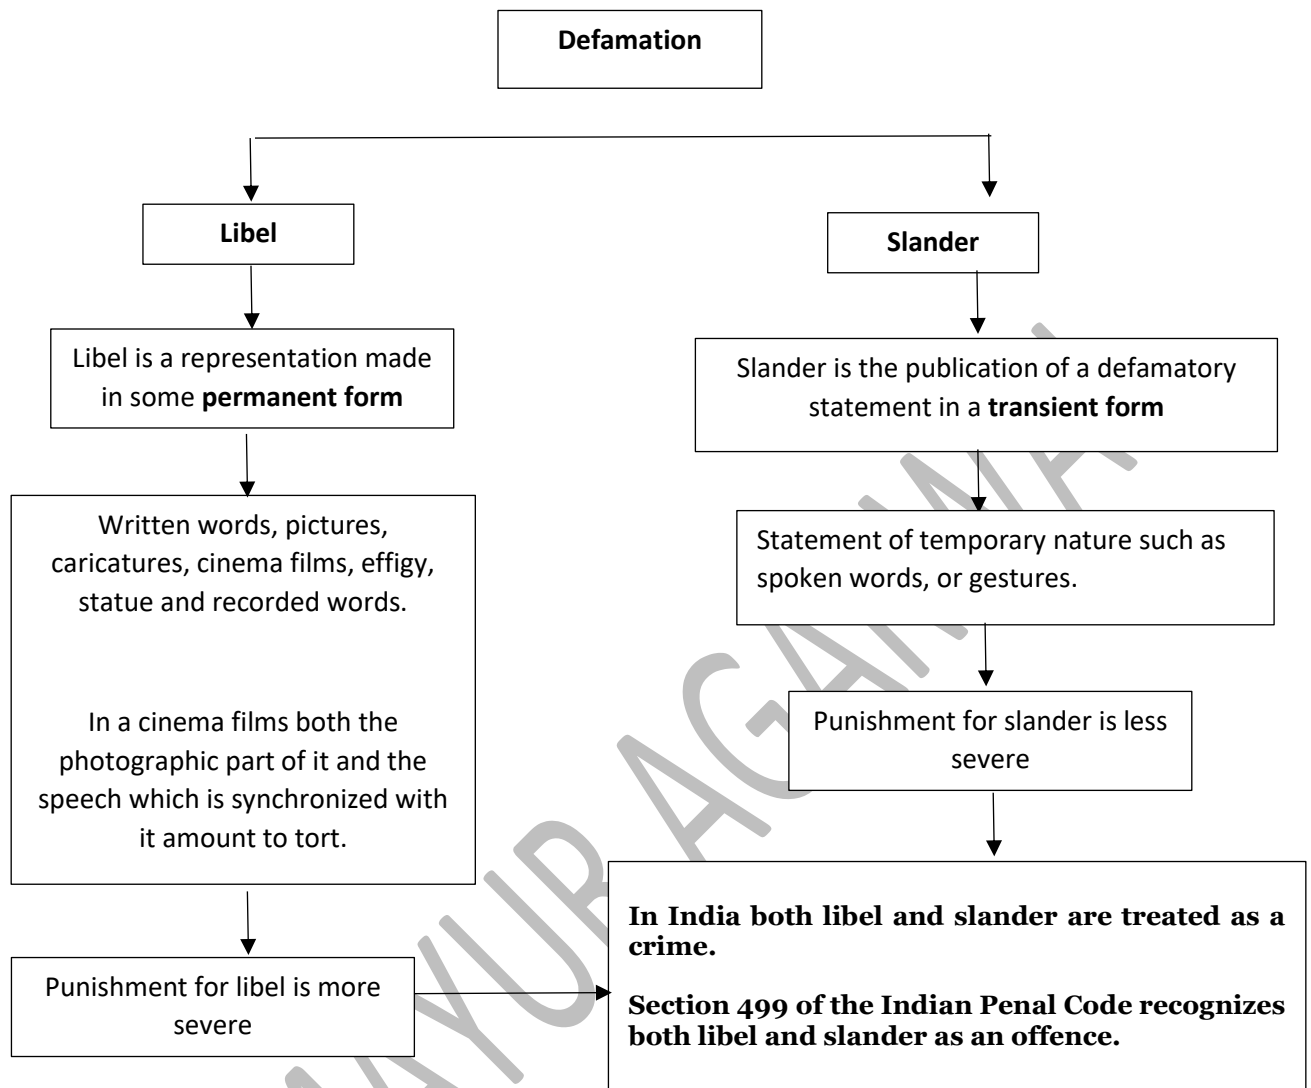 Defamation
Libel
Slander
Libel is a representation made
in some permanent form
Slander is the publication of a defamatory
statement in a transient form
Written words, pictures,
caricatures, cinema films, effigy,
statue and recorded words.
In a cinema films both the
photographic part of it and the
speech which is synchronized with
it amount to tort.
Statement of temporary nature such as
spoken words, or gestures.
Punishment for slander is less
severe
Punishment for libel is more
severe
In India both libel and slander are treated as a
crime.
Section 499 of the Indian Penal Code recognizes
both libel and slander as an offence.